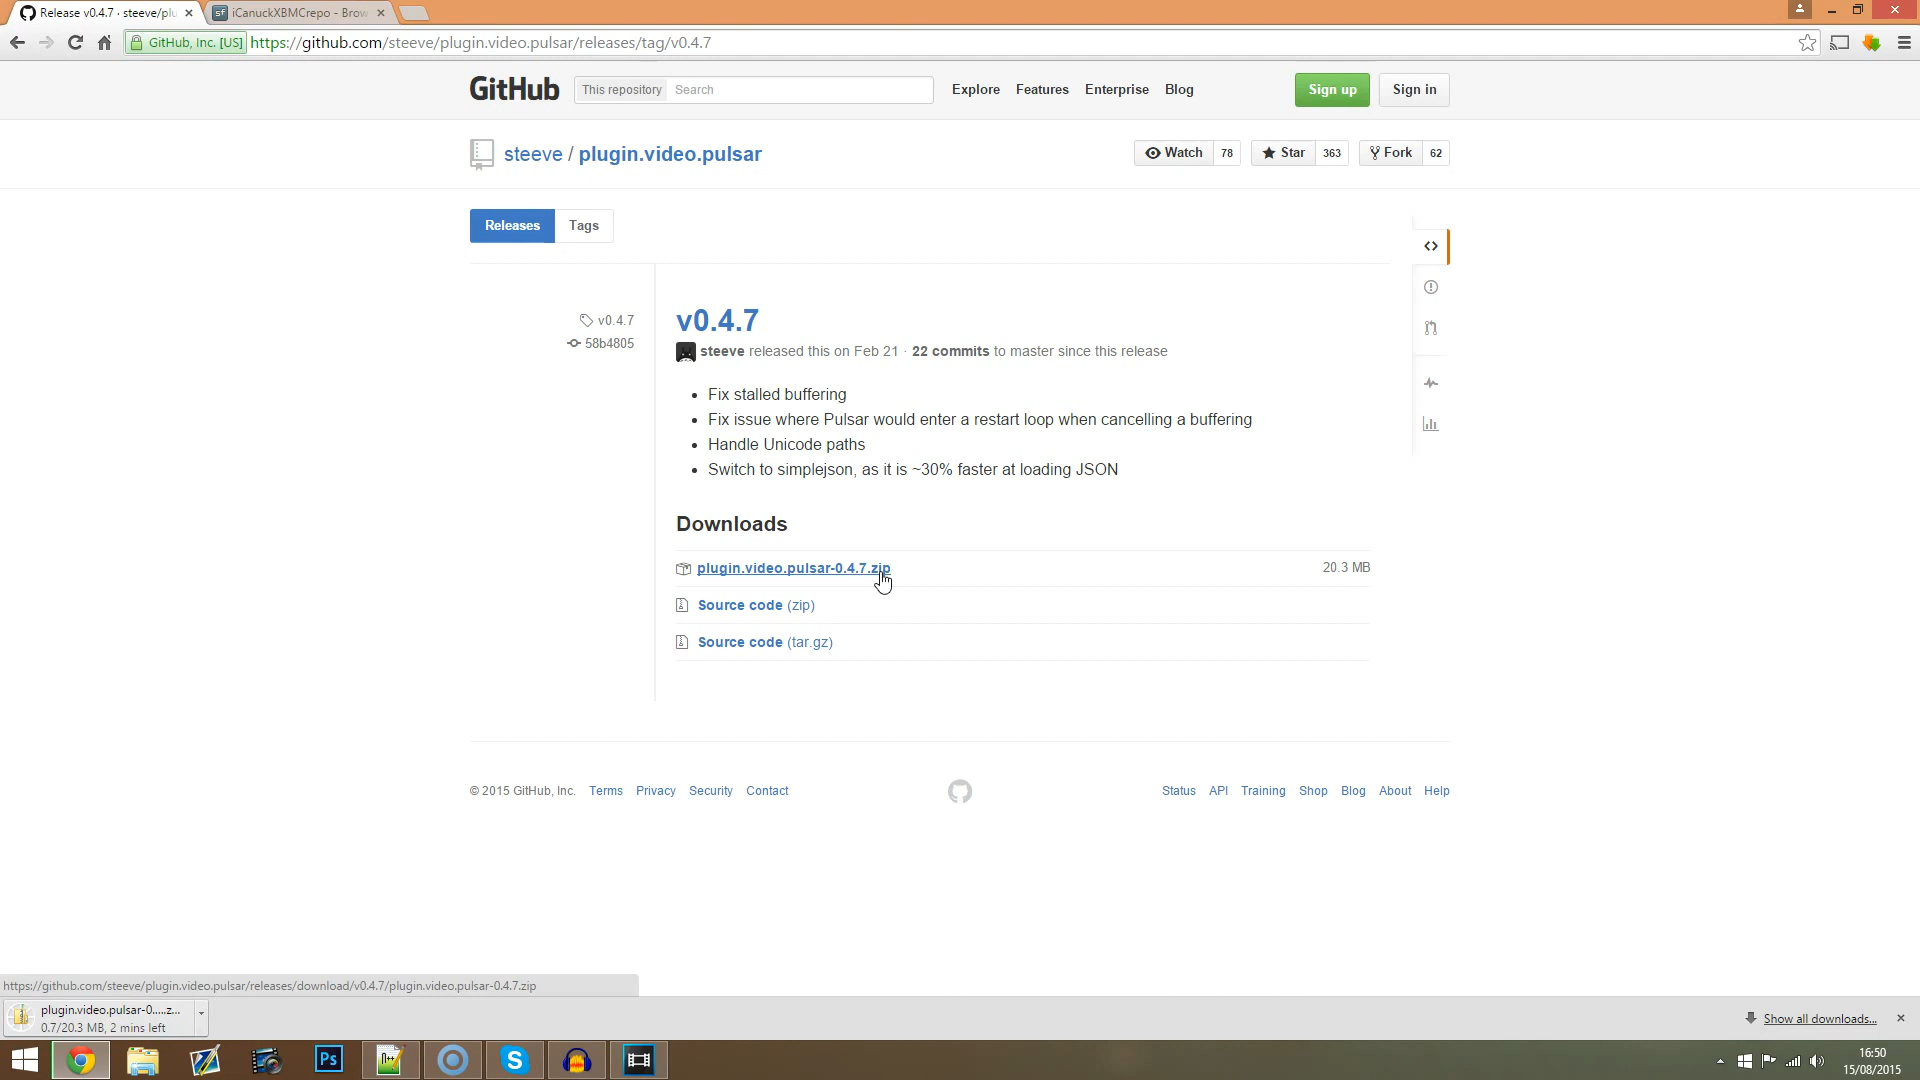 Release v0.4.7 · steeve/plu
iCanuckXBMCrepo - Brow
GitHub, Inc. [US] https://github.com/steeve/plugin.video.pulsar/releases/tag/v0.4.7
GitHub This repository Search Explore Features Enterprise Blog Sign up Sign in
steeve / plugin.video.pulsar Watch 78 Star 363 Fork 62
Releases Tags
v0.4.7
58b4805
v0.4.7
steeve released this on Feb 21 · 22 commits to master since this release
• Fix stalled buffering
• Fix issue where Pulsar would enter a restart loop when cancelling a buffering
• Handle Unicode paths
• Switch to simplejson, as it is ~30% faster at loading JSON
Downloads
plugin.video.pulsar-0.4.7.zip 20.3 MB
Source code (zip)
Source code (tar.gz)
© 2015 GitHub, Inc. Terms Privacy Security Contact Status API Training Shop Blog About Help
https://github.com/steeve/plugin.video.pulsar/releases/download/v0.4.7/plugin.video.pulsar-0.4.7.zip
plugin.video.pulsar-0.....z...
0.7/20.3 MB, 2 mins left
Show all downloads...
Ps
16:50
15/08/2015